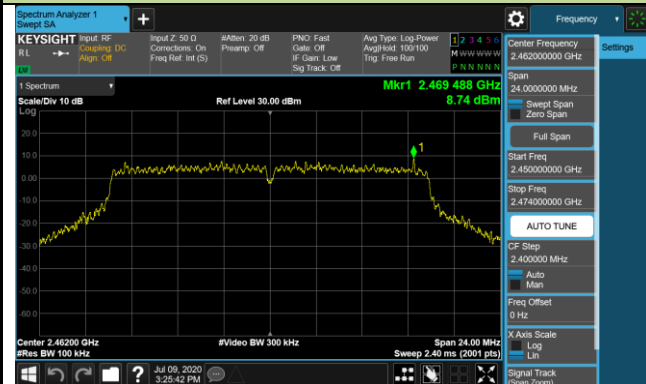 Spectrum Analyzer 1
Swept SA
Frequency
KEYSIGHT
RL
Input: RF
Coupling: DC
Align: Off
Input Z: 50 Ω
Corrections: On
Freq Ref: Int (S)
#Atten: 20 dB
Preamp: Off
PNO: Fast
Gate: Off
IF Gain: Low
Sig Track: Off
Avg Type: Log-Power
Avg|Hold: 100/100
Trig: Free Run
1 2 3 4 5 6
M W W W W W
P N N N N N
1 Spectrum
Scale/Div 10 dB
Ref Level 30.00 dBm
Mkr1 2.469 488 GHz
8.74 dBm
Log
20.0
10.0
0.00
-10.0
-20.0
-30.0
-40.0
-50.0
-60.0
1
Center 2.46200 GHz
#Res BW 100 kHz
#Video BW 300 kHz
Span 24.00 MHz
Sweep 2.40 ms (2001 pts)
Jul 09, 2020
3:25:42 PM
Center Frequency
2.462000000 GHz
Span
24.0000000 MHz
Swept Span
Zero Span
Full Span
Start Freq
2.450000000 GHz
Stop Freq
2.474000000 GHz
AUTO TUNE
CF Step
2.400000 MHz
Auto
Man
Freq Offset
0 Hz
X Axis Scale
Log
Lin
Signal Track
(Span Zoom)
Settings